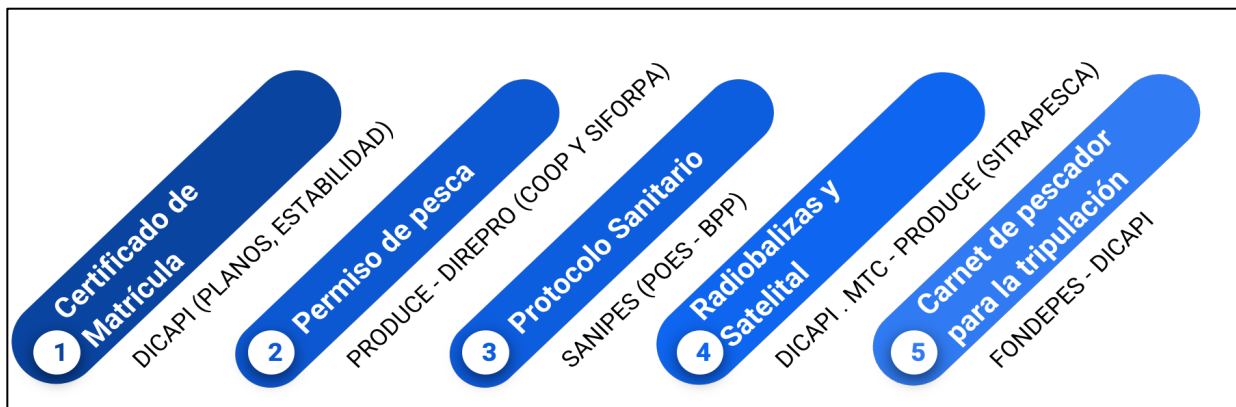 1
Certificado de
Matrícula
DICAPI (PLANOS, ESTABILIDAD)
2
Permiso de pesca
PRODUCE - DIREPRO (COOP Y SIFORPA)
3
Protocolo Sanitario
SANIPES (POES - BPP)
4
Radiobalizas y
Satelital
DICAPI . MTC - PRODUCE (SITRAPESCA)
5
Carnet de pescador
para la tripulación
FONDEPES - DICAPI